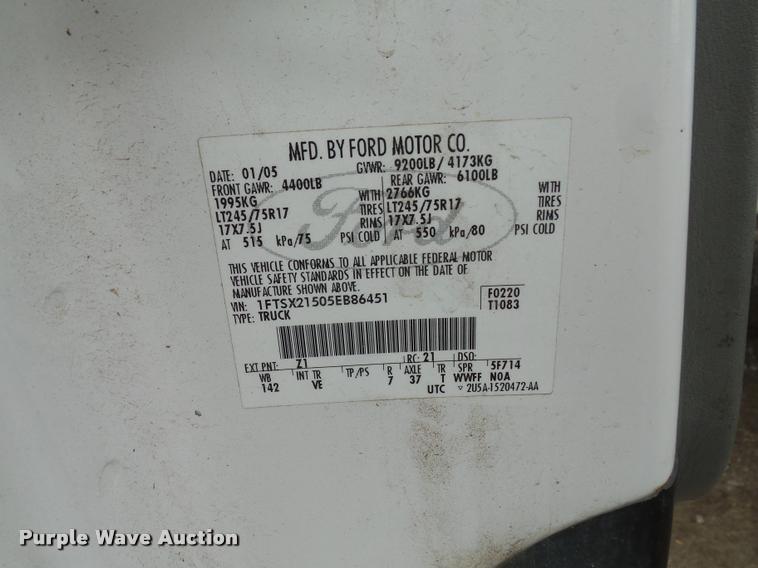 MFD. BY FORD MOTOR CO.
DATE: 01/05 GVWR: 9200LB/ 4173KG
FRONT GAWR: 4400LB REAR GAWR: 6100LB
1995KG WITH 2766KG WITH
LT245/75R17 TIRES LT245/75R17 TIRES
17X7.5J RIMS 17X7.5J RIMS
AT 515 kPa/75 PSI COLD AT 550 kPa/80 PSI COLD
Ford
THIS VEHICLE CONFORMS TO ALL APPLICABLE FEDERAL MOTOR
VEHICLE SAFETY STANDARDS IN EFFECT ON THE DATE OF
MANUFACTURE SHOWN ABOVE.
VIN: 1FTSX21505EB86451 F0220
TYPE: TRUCK T1083
EXT PNT: Z1 RC: 21 DSO:
WB INT TR TP/PS R AXLE TR SPR 5F714
142 VE 7 37 T WWFF N0A
UTC ▽ 2U5A-1520472-AA
Purple Wave Auction